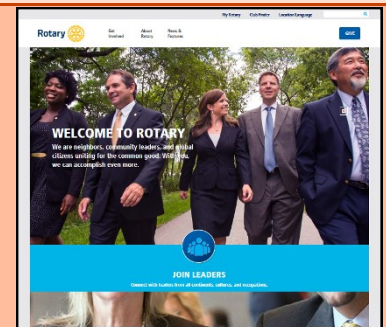 My Rotary Club Finder Location/Language
Rotary
Get Involved
About Rotary
News & Features
GIVE
WELCOME TO ROTARY
We are neighbors, community leaders, and global
citizens uniting for the common good. With you,
we can accomplish even more.
JOIN LEADERS
Connect with leaders from all continents, cultures, and occupations.